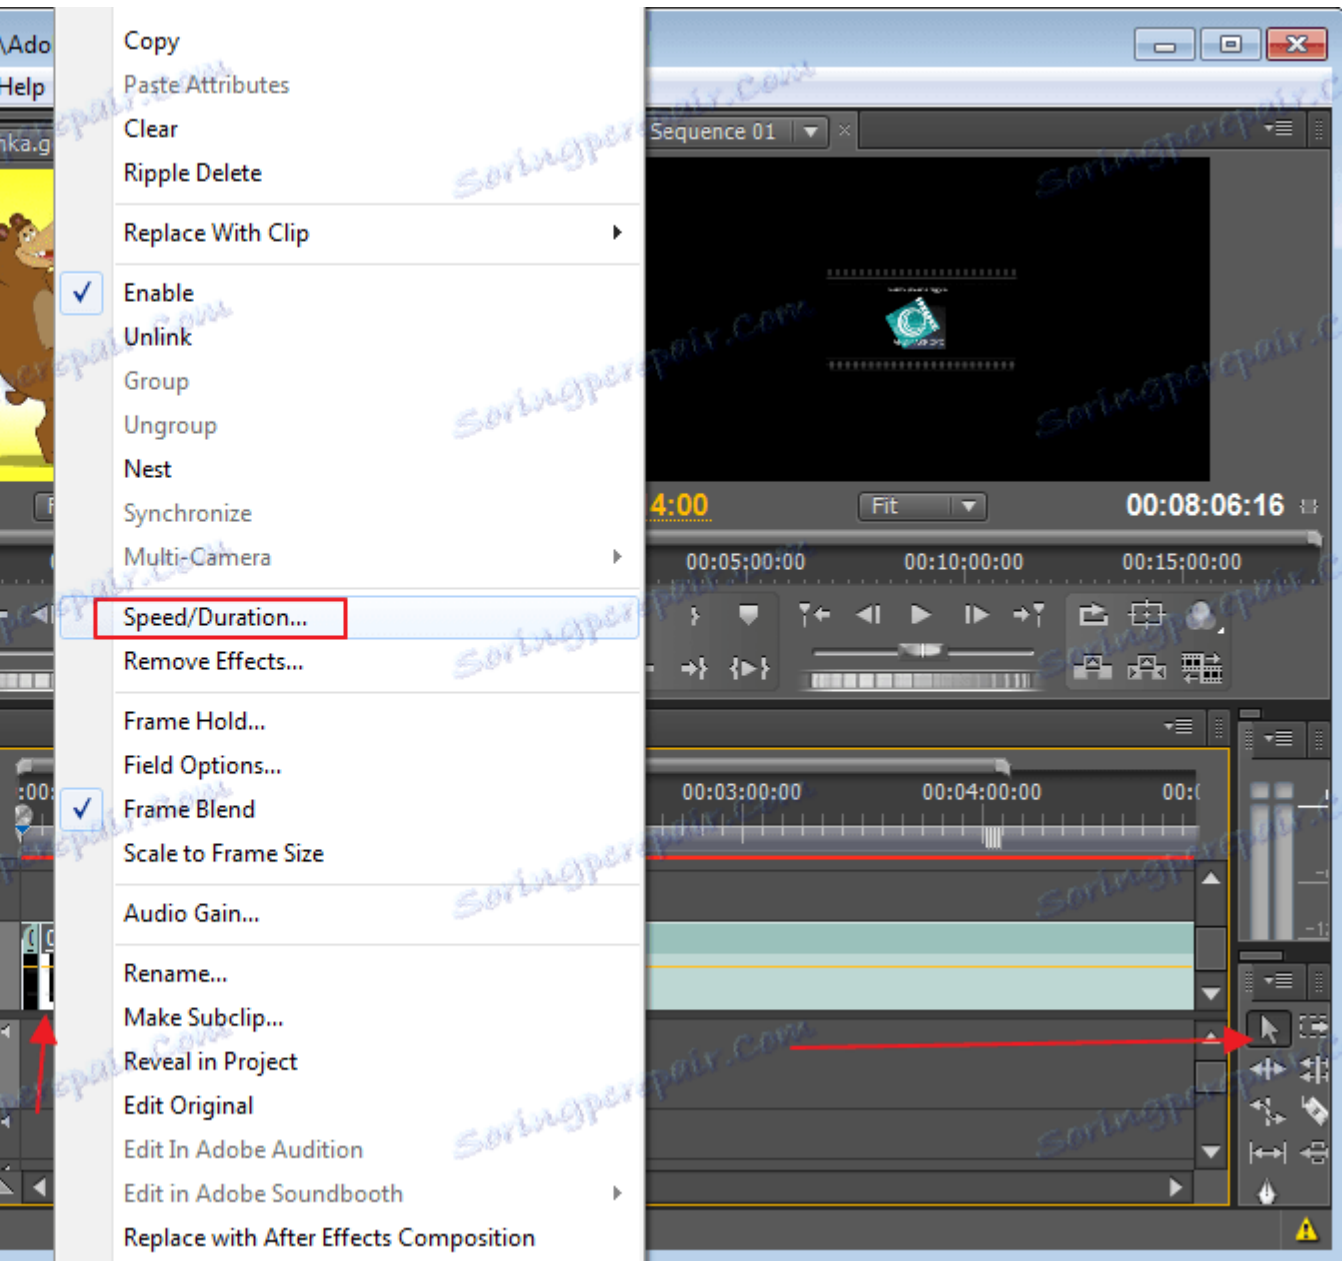 \Ado
Help
nka.g
Copy
Paste Attributes
Clear
Ripple Delete
Replace With Clip
Enable
Unlink
Group
Ungroup
Nest
Synchronize
Multi-Camera
Speed/Duration...
Remove Effects...
Frame Hold...
Field Options...
Frame Blend
Scale to Frame Size
Audio Gain...
Rename...
Make Subclip...
Reveal in Project
Edit Original
Edit In Adobe Audition
Edit in Adobe Soundbooth
Replace with After Effects Composition
Sequence 01
4:00
Fit
00:08:06:16
00:05:00:00 00:10:00:00 00:15:00:00
:00:
00:03:00:00 00:04:00:00 00:0
Soringpcrepair.Com